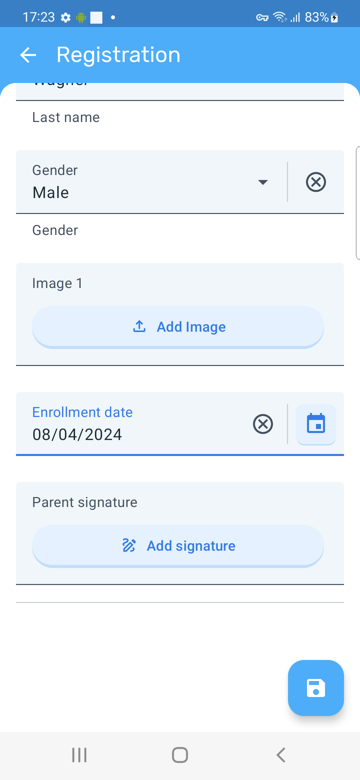 17:23
83%
Registration
Wagner
Last name
Gender
Male
Gender
Image 1
Add Image
Enrollment date
08/04/2024
Parent signature
Add signature